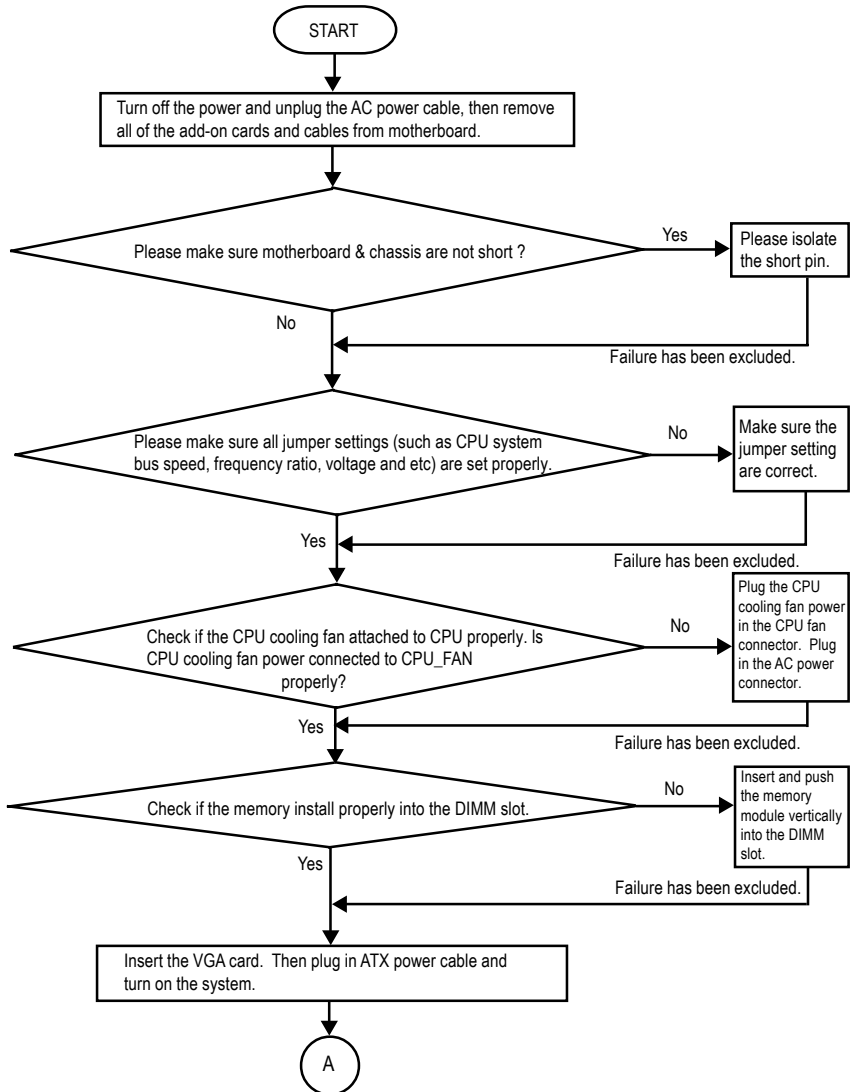 START
Turn off the power and unplug the AC power cable, then remove
all of the add-on cards and cables from motherboard.
Please make sure motherboard & chassis are not short ?
Yes
Please isolate
the short pin.
No
Failure has been excluded.
Please make sure all jumper settings (such as CPU system
bus speed, frequency ratio, voltage and etc) are set properly.
No
Make sure the
jumper setting
are correct.
Yes
Failure has been excluded.
Check if the CPU cooling fan attached to CPU properly. Is
CPU cooling fan power connected to CPU_FAN
properly?
No
Plug the CPU
cooling fan power
in the CPU fan
connector. Plug
in the AC power
connector.
Yes
Failure has been excluded.
Check if the memory install properly into the DIMM slot.
No
Insert and push
the memory
module vertically
into the DIMM
slot.
Yes
Failure has been excluded.
Insert the VGA card. Then plug in ATX power cable and
turn on the system.
A